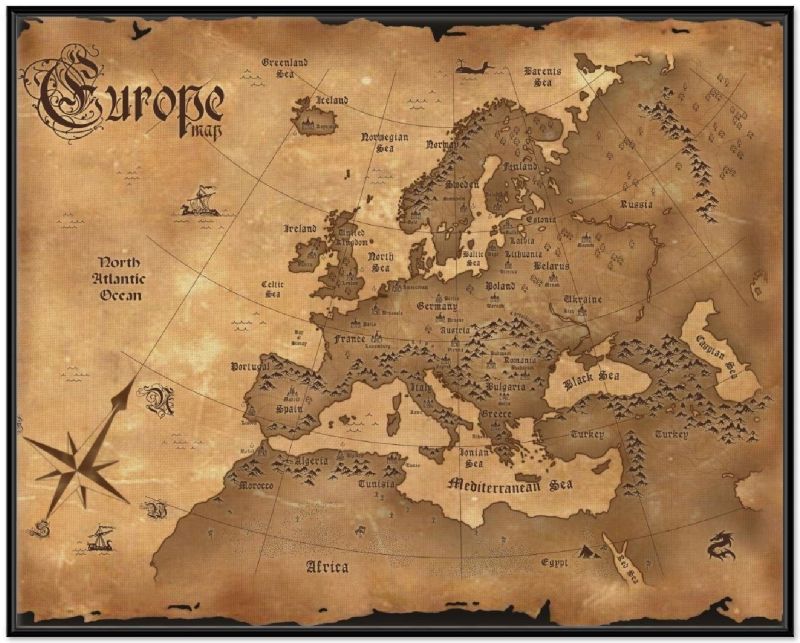 Europe
map
Greenland
Sea
Barents
Sea
Iceland
Norwegian
Sea
Norway
Finland
Sweden
Russia
Estonia
Latvia
Lithuania
Ireland
United
Kingdom
North
Sea
Baltic
Sea
Belarus
North
Atlantic
Ocean
Celtic
Sea
Poland
Germany
Ukraine
Austria
France
Bay
of
Biscay
Romania
Caspian Sea
Portugal
Italy
Bulgaria
Black Sea
Spain
Greece
Turkey
Turkey
Ionian
Sea
Algeria
Morocco
Tunisia
Mediterranean Sea
N
W
S
Africa
Egypt
Red Sea